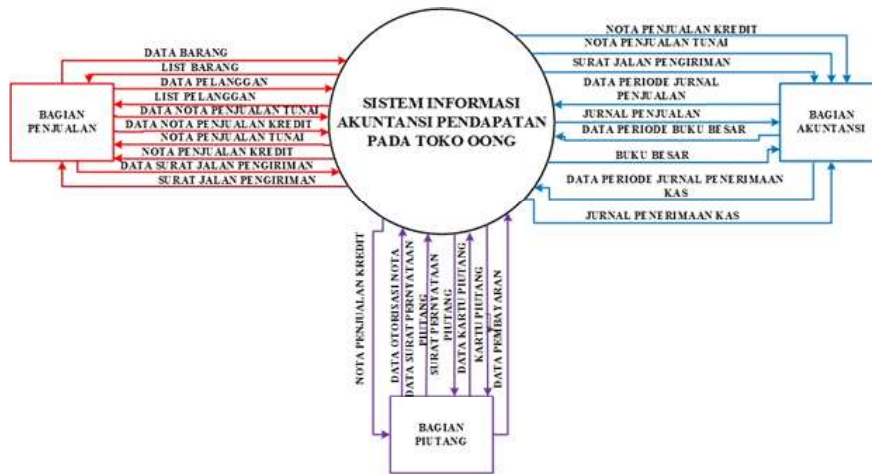 DATA BARANG
LIST BARANG
DATA PELANGGAN
LIST PELANGGAN
DATA NOTA PENJUALAN TUNAI
DATA NOTA PENJUALAN KREDIT
NOTA PENJUALAN TUNAI
NOTA PENJUALAN KREDIT
DATA SURAT JALAN PENGIRIMAN
SURAT JALAN PENGIRIMAN
BAGIAN
PENJUALAN
SISTEM INFORMASI
AKUNTANSI PENDAPATAN
PADA TOKO OONG
NOTA PENJUALAN KREDIT
NOTA PENJUALAN TUNAI
SURAT JALAN PENGIRIMAN
DATA PERIODE JURNAL
PENJUALAN
JURNAL PENJUALAN
DATA PERIODE BUKU BESAR
BUKU BESAR
DATA PERIODE JURNAL PENERIMAAN
KAS
JURNAL PENERIMAAN KAS
BAGIAN
AKUNTANSI
NOTA PENJUALAN KREDIT
DATA OTORISASI NOTA
DATA SURAT PERNYATAAN
PIUTANG
SURAT PERNYATAAN
PIUTANG
DATA KARTU PIUTANG
KARTU PIUTANG
DATA PEMBAYARAN
BAGIAN
PIUTANG